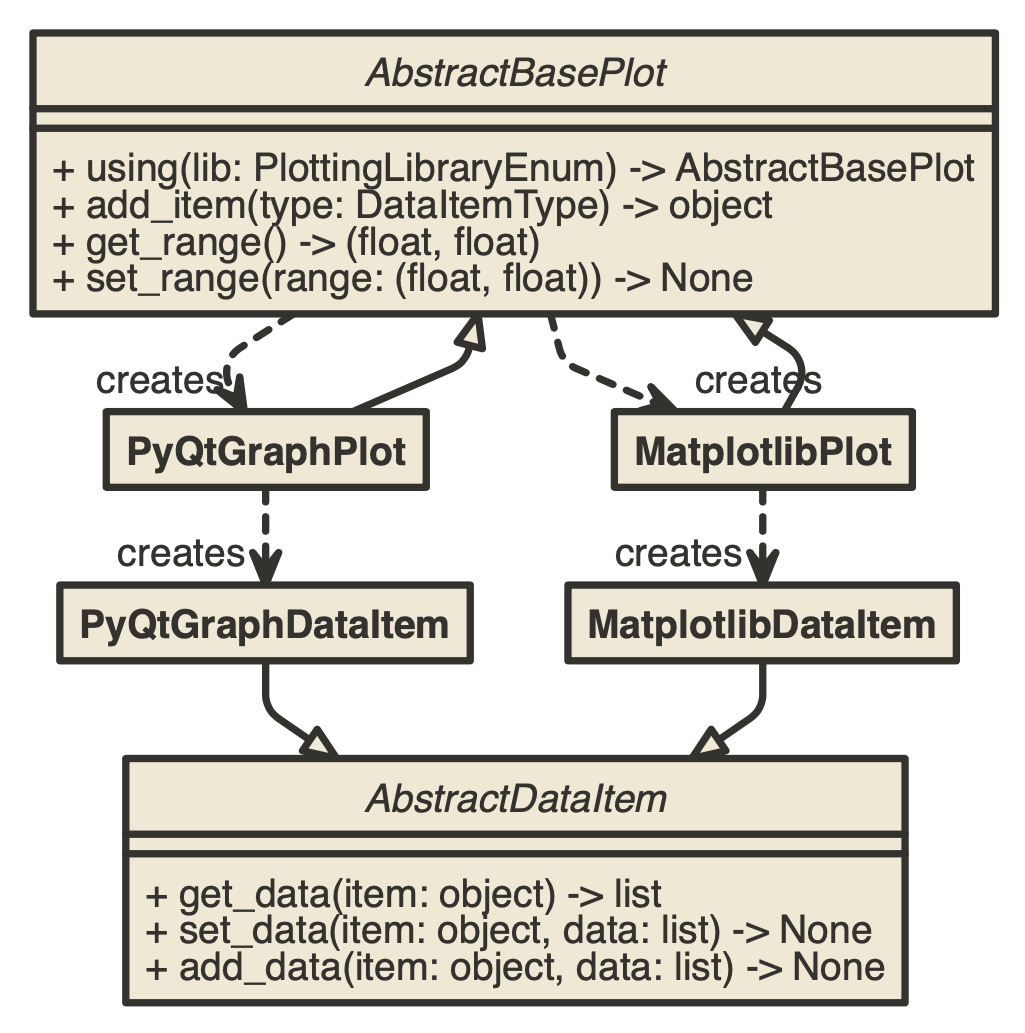 AbstractBasePlot
+ using(lib: PlottingLibraryEnum) -> AbstractBasePlot
+ add_item(type: DataItemType) -> object
+ get_range() -> (float, float)
+ set_range(range: (float, float)) -> None
creates
creates
PyQtGraphPlot
MatplotlibPlot
creates
creates
PyQtGraphDataItem
MatplotlibDataItem
AbstractDataItem
+ get_data(item: object) -> list
+ set_data(item: object, data: list) -> None
+ add_data(item: object, data: list) -> None